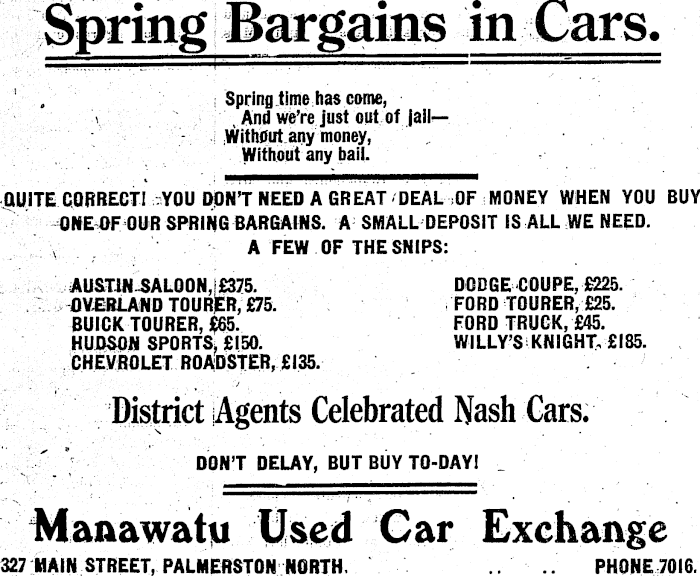 Spring Bargains in Cars.
Spring time has come,
And we're just out of jail—
Without any money,
Without any bail.
QUITE CORRECT! YOU DON'T NEED A GREAT DEAL OF MONEY WHEN YOU BUY
ONE OF OUR SPRING BARGAINS. A SMALL DEPOSIT IS ALL WE NEED.
A FEW OF THE SNIPS:
AUSTIN SALOON, £375.
OVERLAND TOURER, £75.
BUICK TOURER, £65.
HUDSON SPORTS, £150.
CHEVROLET ROADSTER, £135.
DODGE COUPE, £225.
FORD TOURER, £25.
FORD TRUCK, £45.
WILLY'S KNIGHT, £185.
District Agents Celebrated Nash Cars.
DON'T DELAY, BUT BUY TO-DAY!
Manawatu Used Car Exchange
327 MAIN STREET, PALMERSTON NORTH. .. .. PHONE 7016.